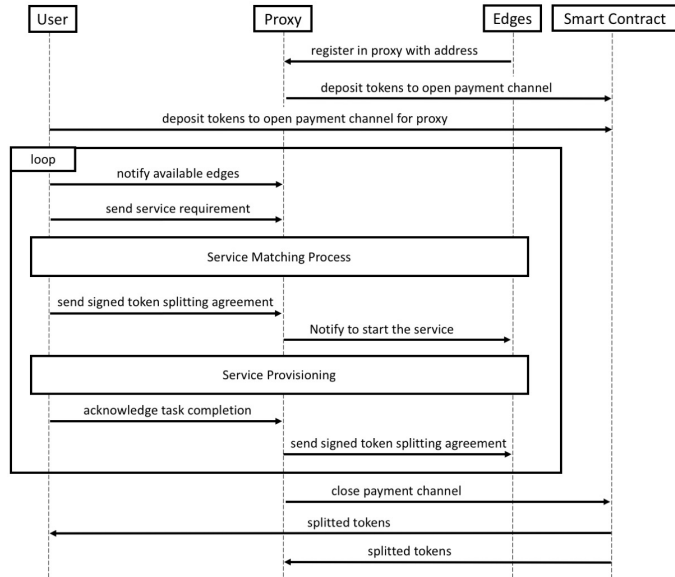 User
Proxy
Edges
Smart Contract
register in proxy with address
deposit tokens to open payment channel
deposit tokens to open payment channel for proxy
loop
notify available edges
send service requirement
Service Matching Process
send signed token splitting agreement
Notify to start the service
Service Provisioning
acknowledge task completion
send signed token splitting agreement
close payment channel
splitted tokens
splitted tokens